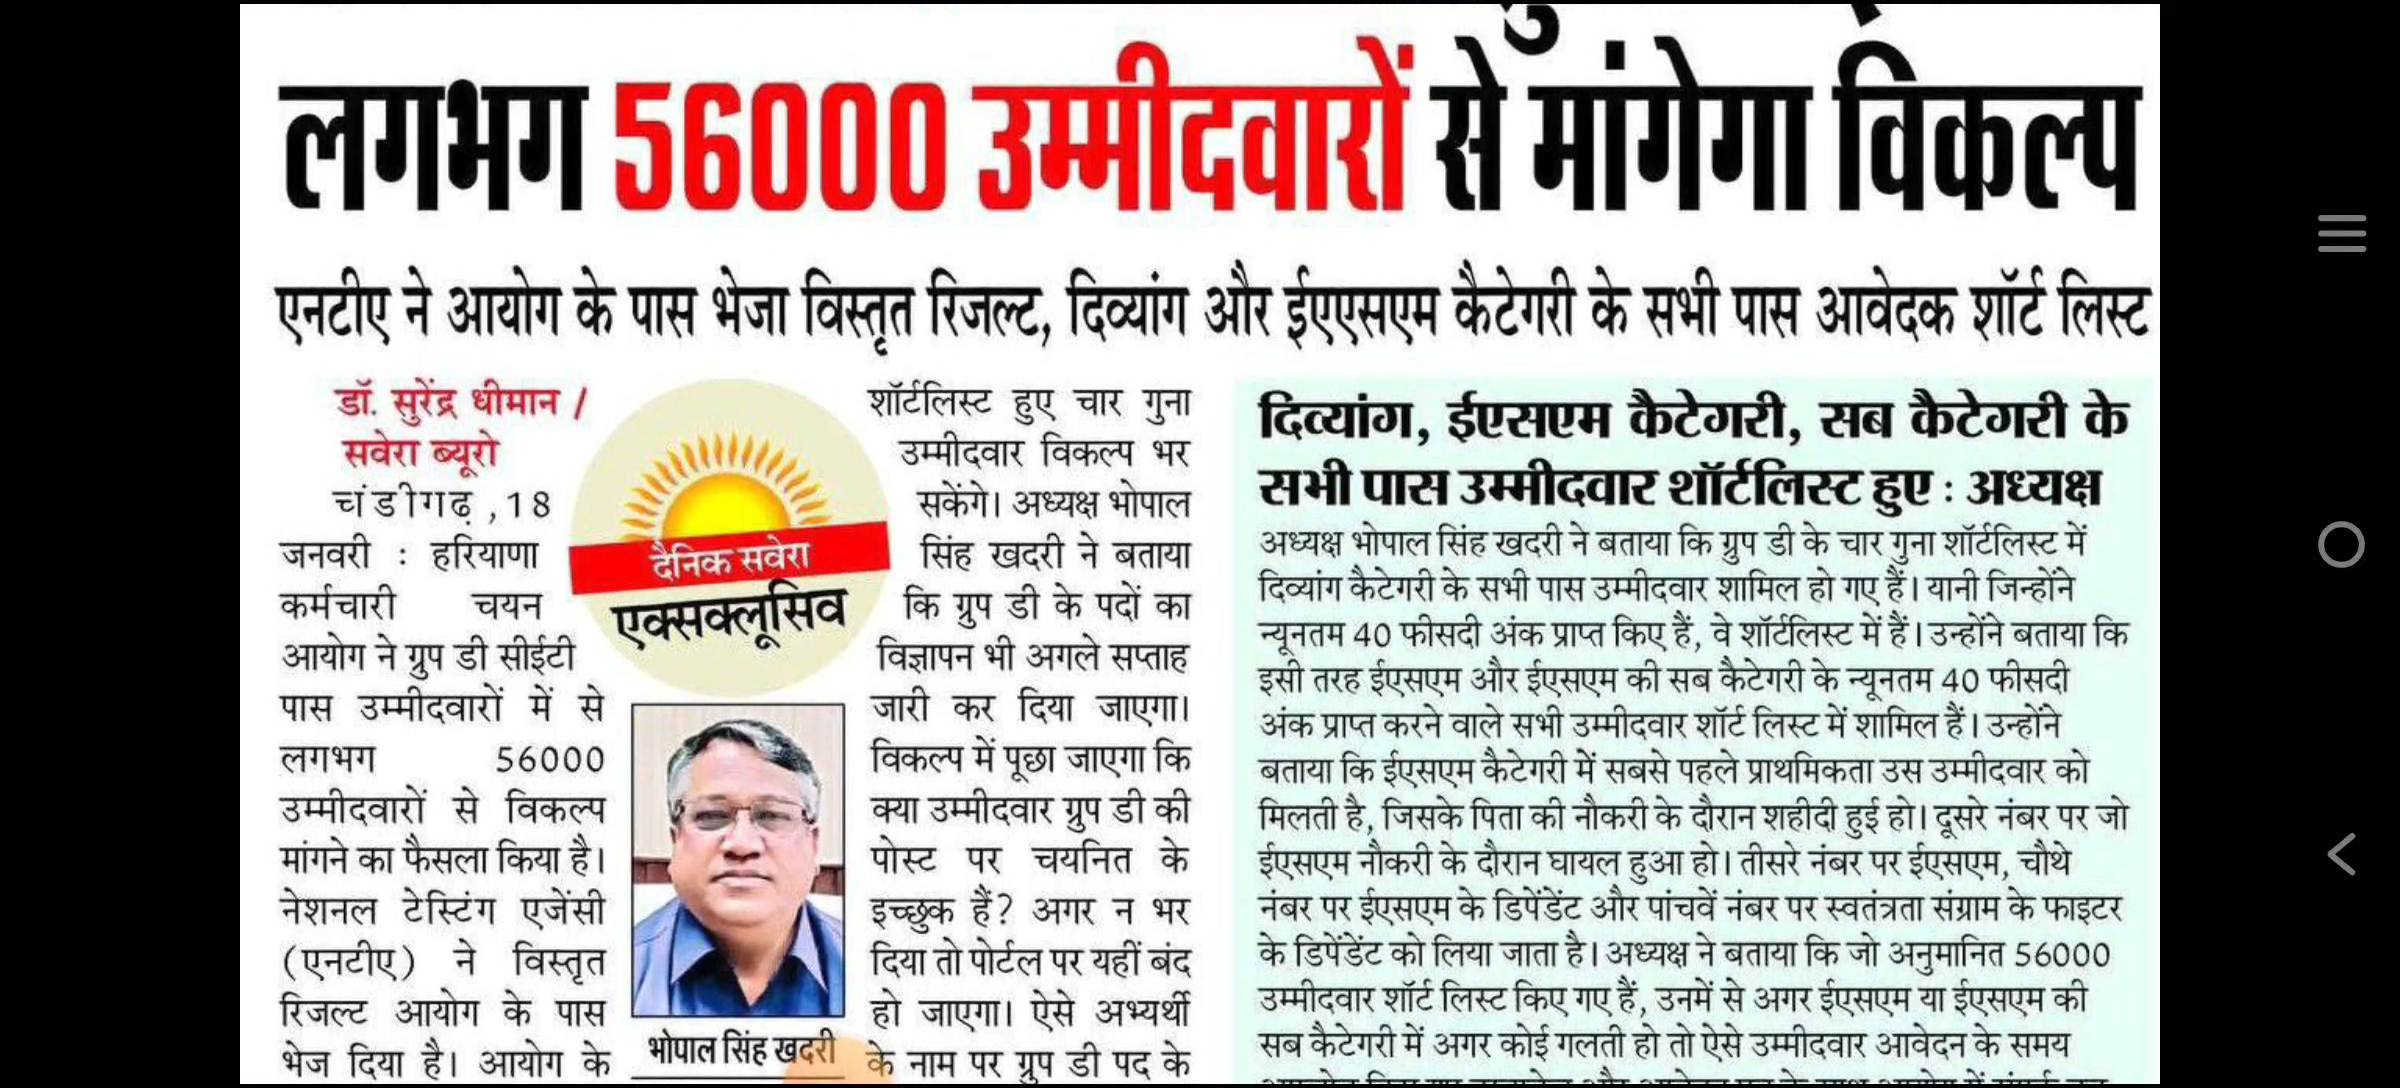 लगभग 56000 उम्मीदवारों से मांगेगा विकल्प
एनटीए ने आयोग के पास भेजा विस्तृत रिजल्ट, दिव्यांग और ईएएसएम कैटेगरी के सभी पास आवेदक शॉर्ट लिस्ट
डॉ. सुरेंद्र धीमान /
सवेरा ब्यूरो
चंडीगढ़ ,18
जनवरी : हरियाणा
कर्मचारी चयन
आयोग ने ग्रुप डी सीईटी
पास उम्मीदवारों में से
लगभग 56000
उम्मीदवारों से विकल्प
मांगने का फैसला किया है।
नेशनल टेस्टिंग एजेंसी
(एनटीए) ने विस्तृत
रिजल्ट आयोग के पास
भेज दिया है। आयोग के
दैनिक सवेरा
एक्सक्लूसिव
भोपाल सिंह खदरी
शॉर्टलिस्ट हुए चार गुना
उम्मीदवार विकल्प भर
सकेंगे। अध्यक्ष भोपाल
सिंह खदरी ने बताया
कि ग्रुप डी के पदों का
विज्ञापन भी अगले सप्ताह
जारी कर दिया जाएगा।
विकल्प में पूछा जाएगा कि
क्या उम्मीदवार ग्रुप डी की
पोस्ट पर चयनित के
इच्छुक हैं? अगर न भर
दिया तो पोर्टल पर यहीं बंद
हो जाएगा। ऐसे अभ्यर्थी
के नाम पर ग्रुप डी पद के
दिव्यांग, ईएसएम कैटेगरी, सब कैटेगरी के
सभी पास उम्मीदवार शॉर्टलिस्ट हुए : अध्यक्ष
अध्यक्ष भोपाल सिंह खदरी ने बताया कि ग्रुप डी के चार गुना शॉर्टलिस्ट में
दिव्यांग कैटेगरी के सभी पास उम्मीदवार शामिल हो गए हैं। यानी जिन्होंने
न्यूनतम 40 फीसदी अंक प्राप्त किए हैं, वे शॉर्टलिस्ट में हैं। उन्होंने बताया कि
इसी तरह ईएसएम और ईएसएम की सब कैटेगरी के न्यूनतम 40 फीसदी
अंक प्राप्त करने वाले सभी उम्मीदवार शॉर्ट लिस्ट में शामिल हैं। उन्होंने
बताया कि ईएसएम कैटेगरी में सबसे पहले प्राथमिकता उस उम्मीदवार को
मिलती है, जिसके पिता की नौकरी के दौरान शहीदी हुई हो। दूसरे नंबर पर जो
ईएसएम नौकरी के दौरान घायल हुआ हो। तीसरे नंबर पर ईएसएम, चौथे
नंबर पर ईएसएम के डिपेंडेंट और पांचवें नंबर पर स्वतंत्रता संग्राम के फाइटर
के डिपेंडेंट को लिया जाता है। अध्यक्ष ने बताया कि जो अनुमानित 56000
उम्मीदवार शॉर्ट लिस्ट किए गए हैं, उनमें से अगर ईएसएम या ईएसएम की
सब कैटेगरी में अगर कोई गलती हो तो ऐसे उम्मीदवार आवेदन के समय